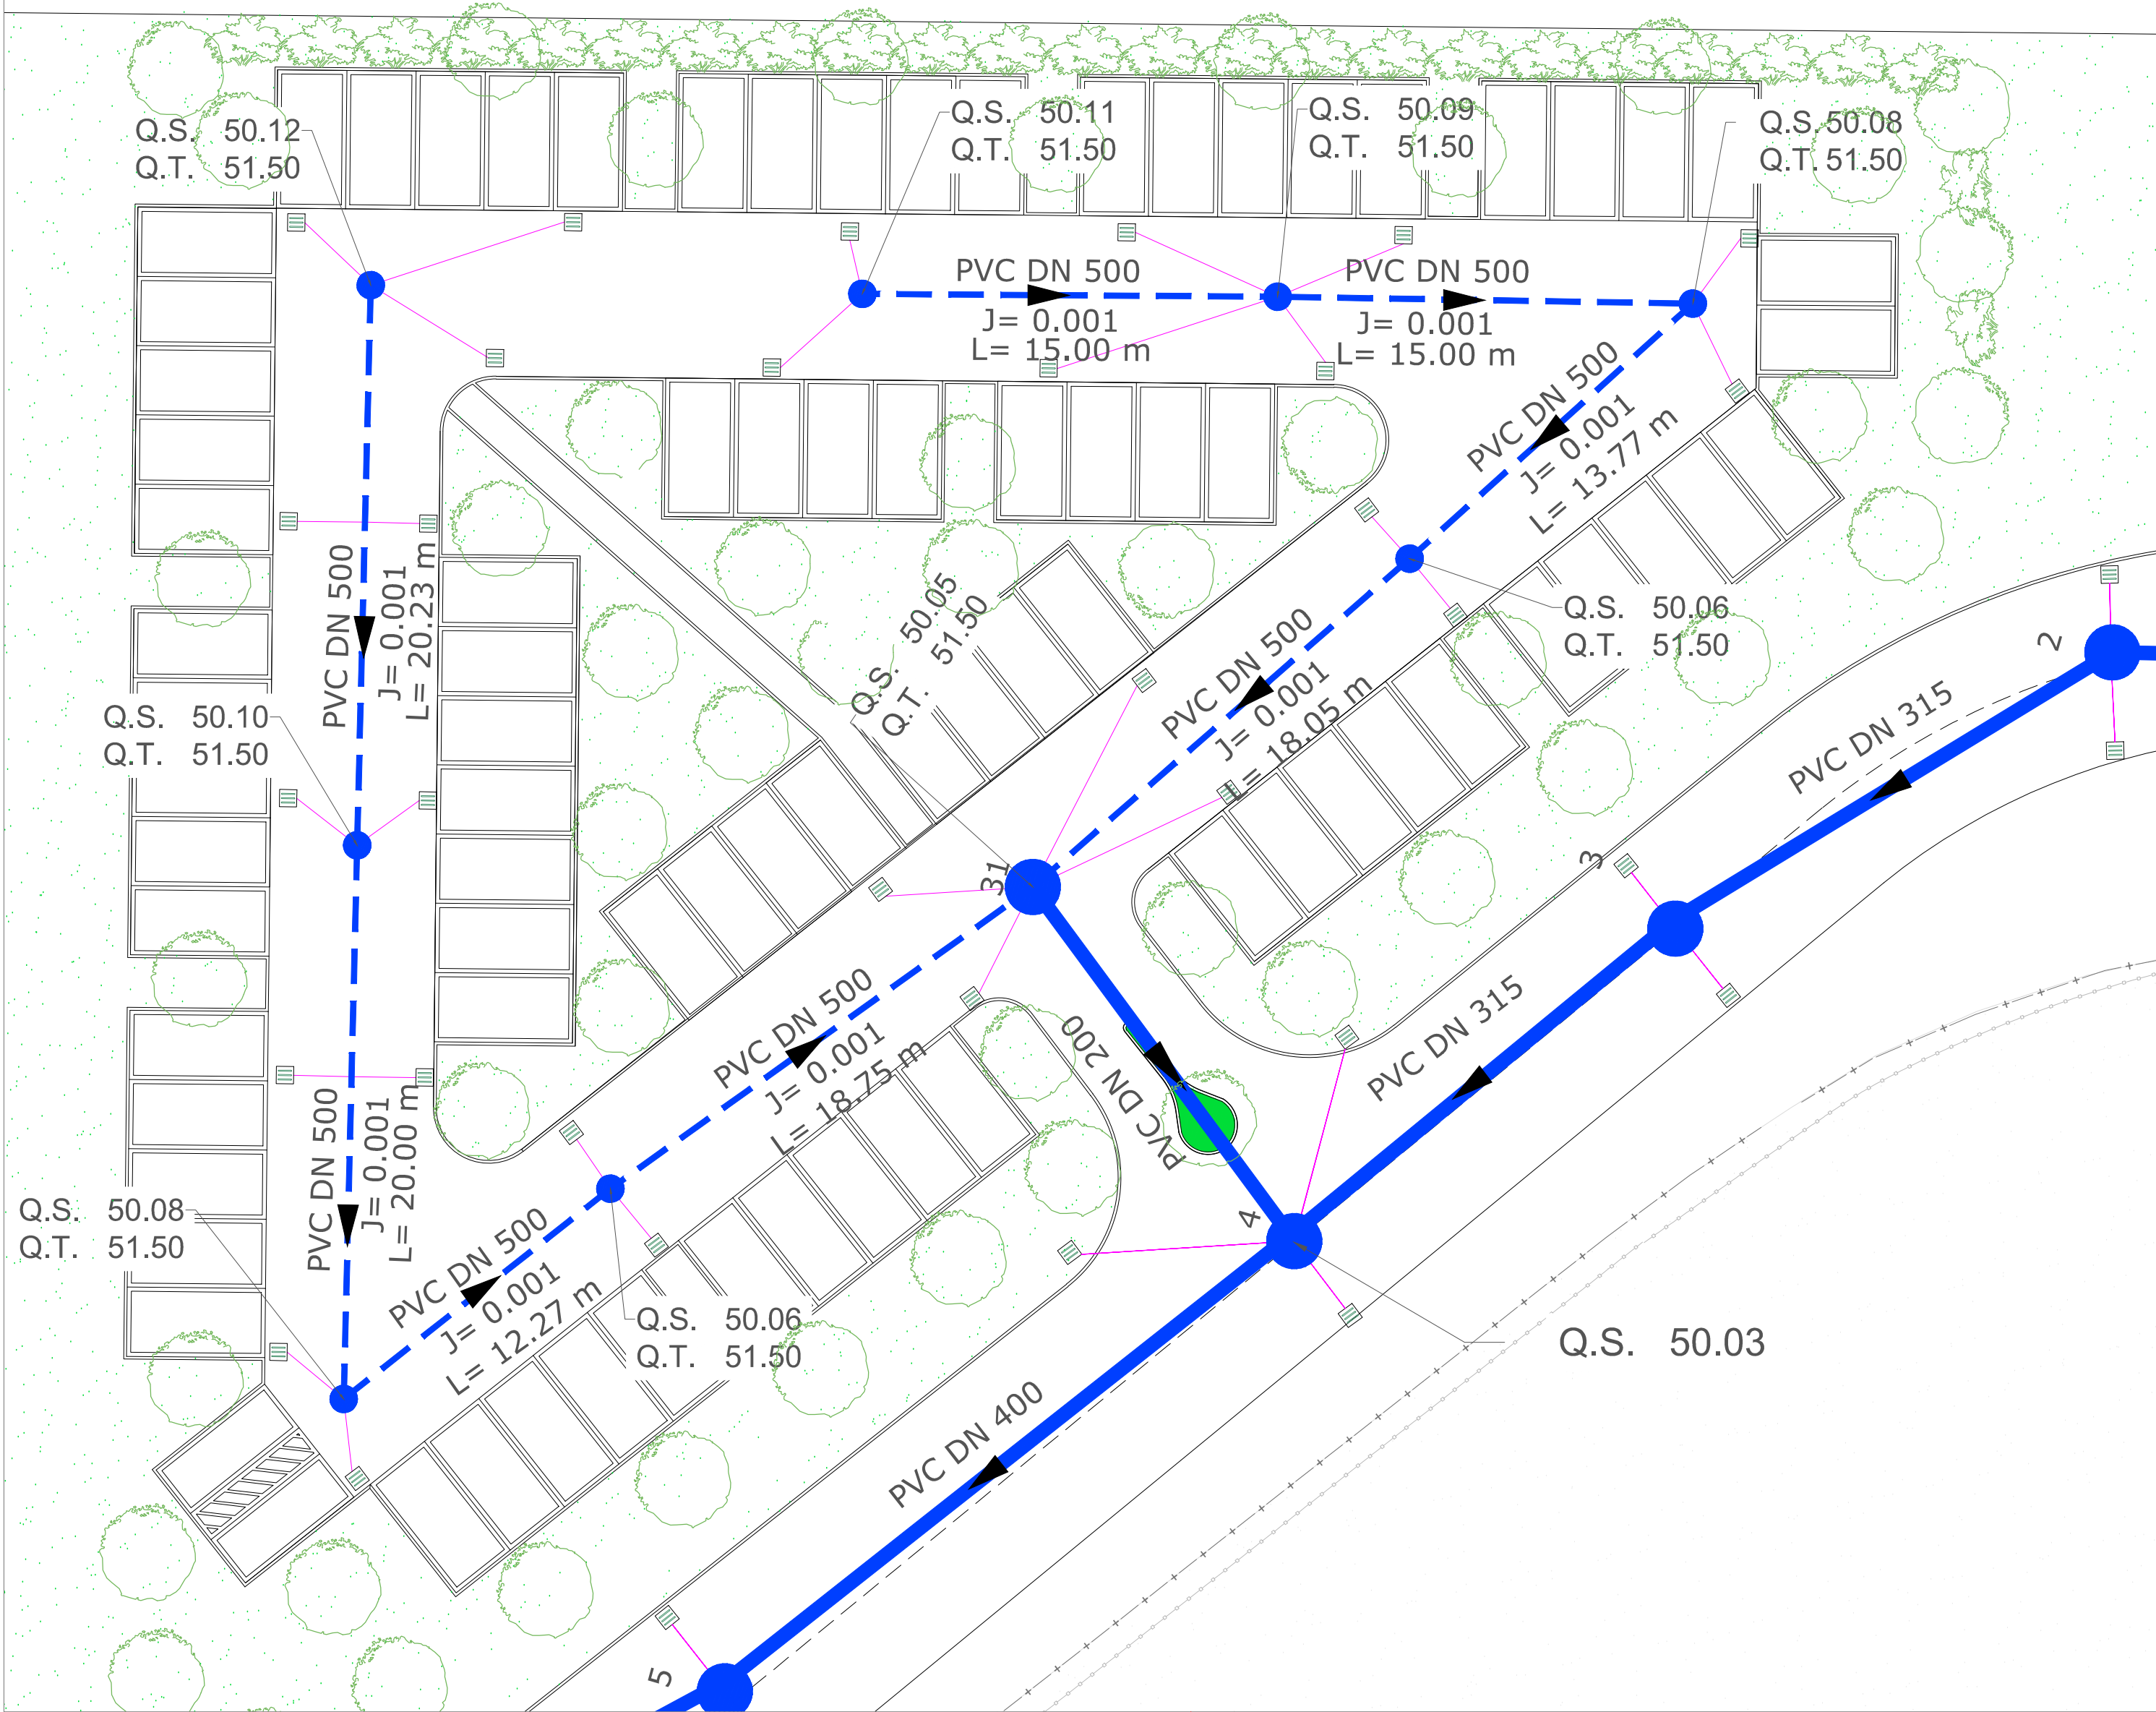 Q.S. 50.12
Q.T. 51.50
Q.S. 50.11
Q.T. 51.50
Q.S. 50.09
Q.T. 51.50
Q.S. 50.08
Q.T. 51.50
PVC DN 500
J= 0.001
L= 15.00 m
PVC DN 500
J= 0.001
L= 15.00 m
PVC DN 500
J= 0.001
L= 13.77 m
PVC DN 500
J= 0.001
L= 20.23 m
Q.S. 50.05
Q.T. 51.50
Q.S. 50.06
Q.T. 51.50
PVC DN 500
J= 0.001
L= 18.05 m
2
PVC DN 315
Q.S. 50.10
Q.T. 51.50
31
3
PVC DN 500
J= 0.001
L= 18.75 m
PVC DN 200
PVC DN 315
PVC DN 500
J= 0.001
L= 20.00 m
Q.S. 50.08
Q.T. 51.50
4
PVC DN 500
J= 0.001
L= 12.27 m
Q.S. 50.06
Q.T. 51.50
Q.S. 50.03
PVC DN 400
5